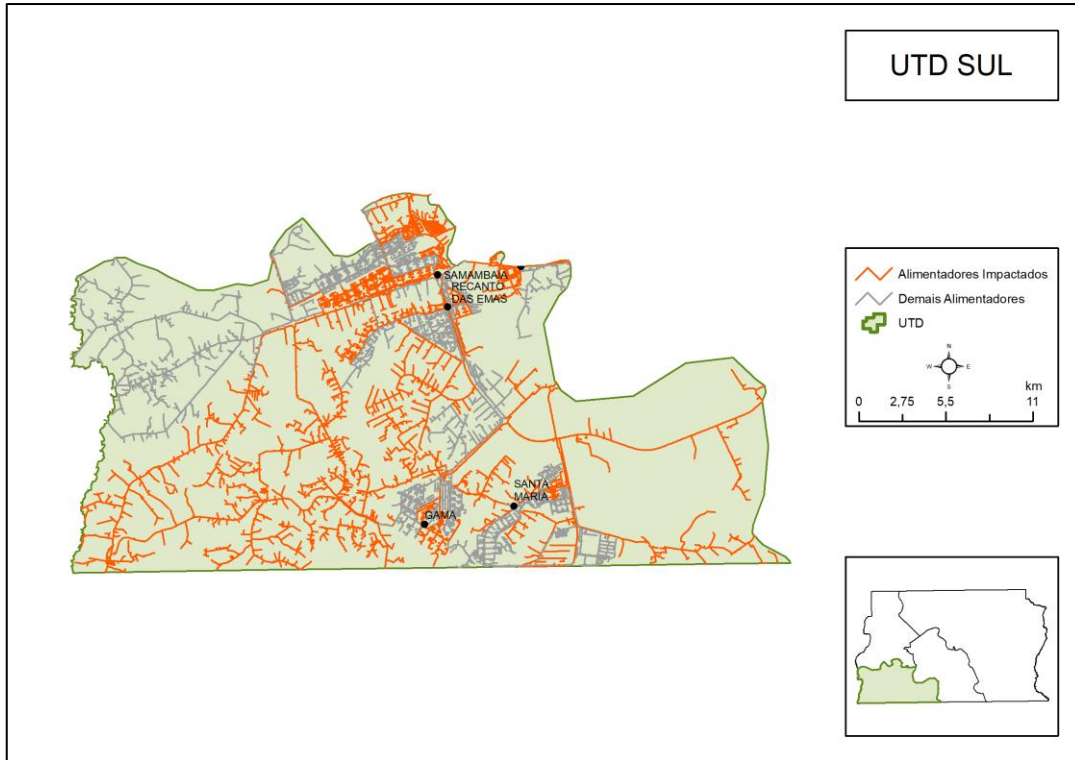 UTD SUL
SAMAMBAIA
RECANTO
DAS EMAS
SANTA
MARIA
GAMA
Alimentadores Impactados
Demais Alimentadores
UTD
N
W E
S
km
0 2,75 5,5 11